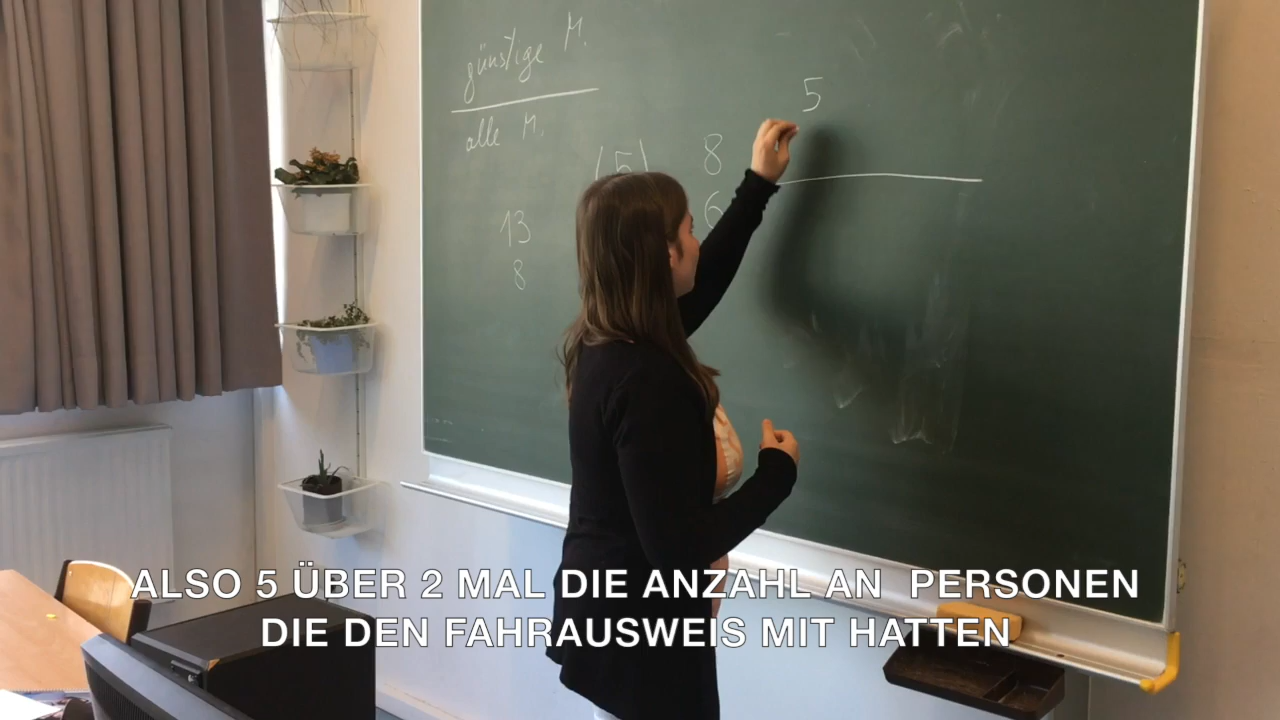 günstige M.
alle M.
(5)
13
8
8
6
5
ALSO 5 ÜBER 2 MAL DIE ANZAHL AN PERSONEN
DIE DEN FAHRAUSWEIS MIT HATTEN